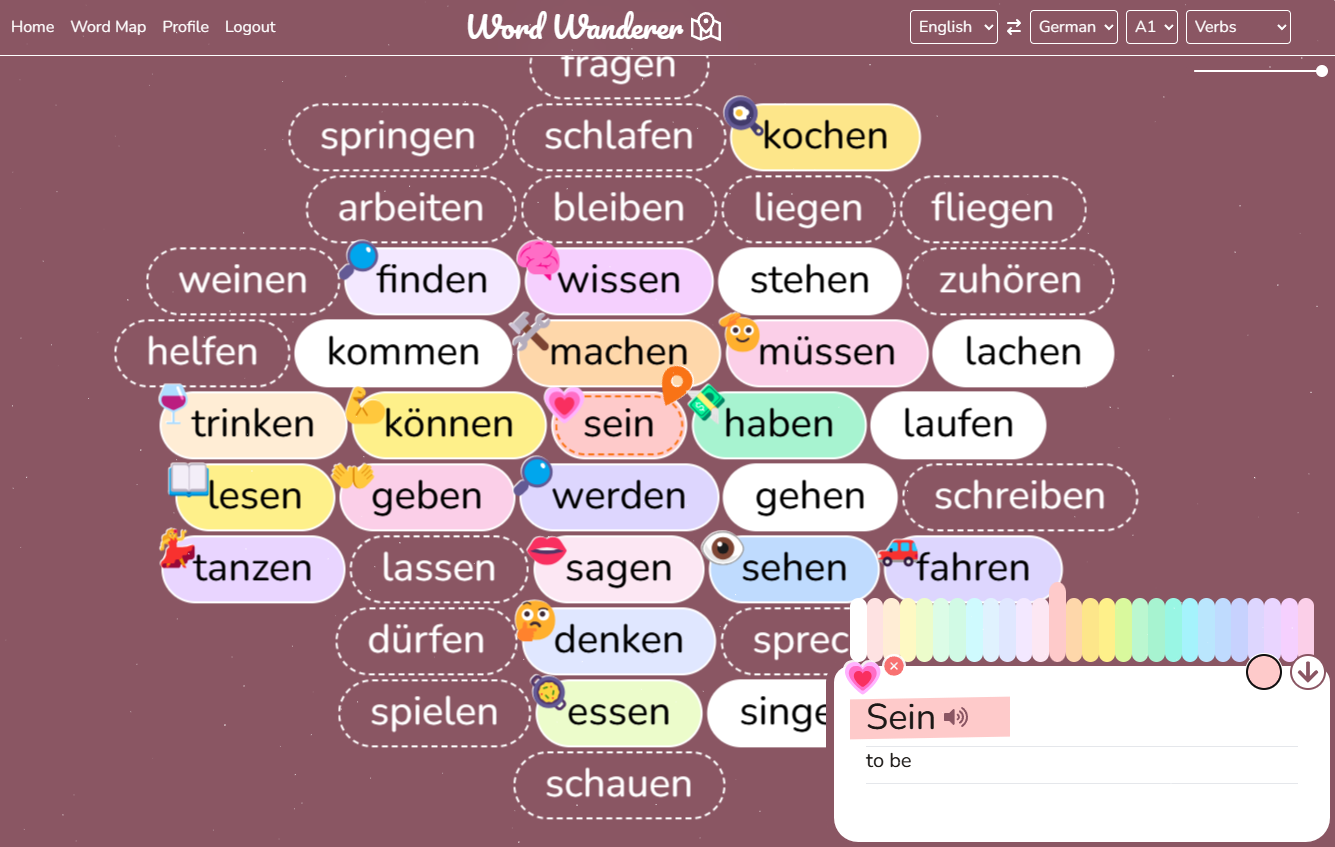 Home Word Map Profile Logout Word Wanderer English German A1 Verbs
fragen
springen schlafen kochen
arbeiten bleiben liegen fliegen
weinen finden wissen stehen zuhören
helfen kommen machen müssen lachen
trinken können sein haben laufen
lesen geben werden gehen schreiben
tanzen lassen sagen sehen fahren
dürfen denken sprec
spielen essen singe
schauen
Sein
to be